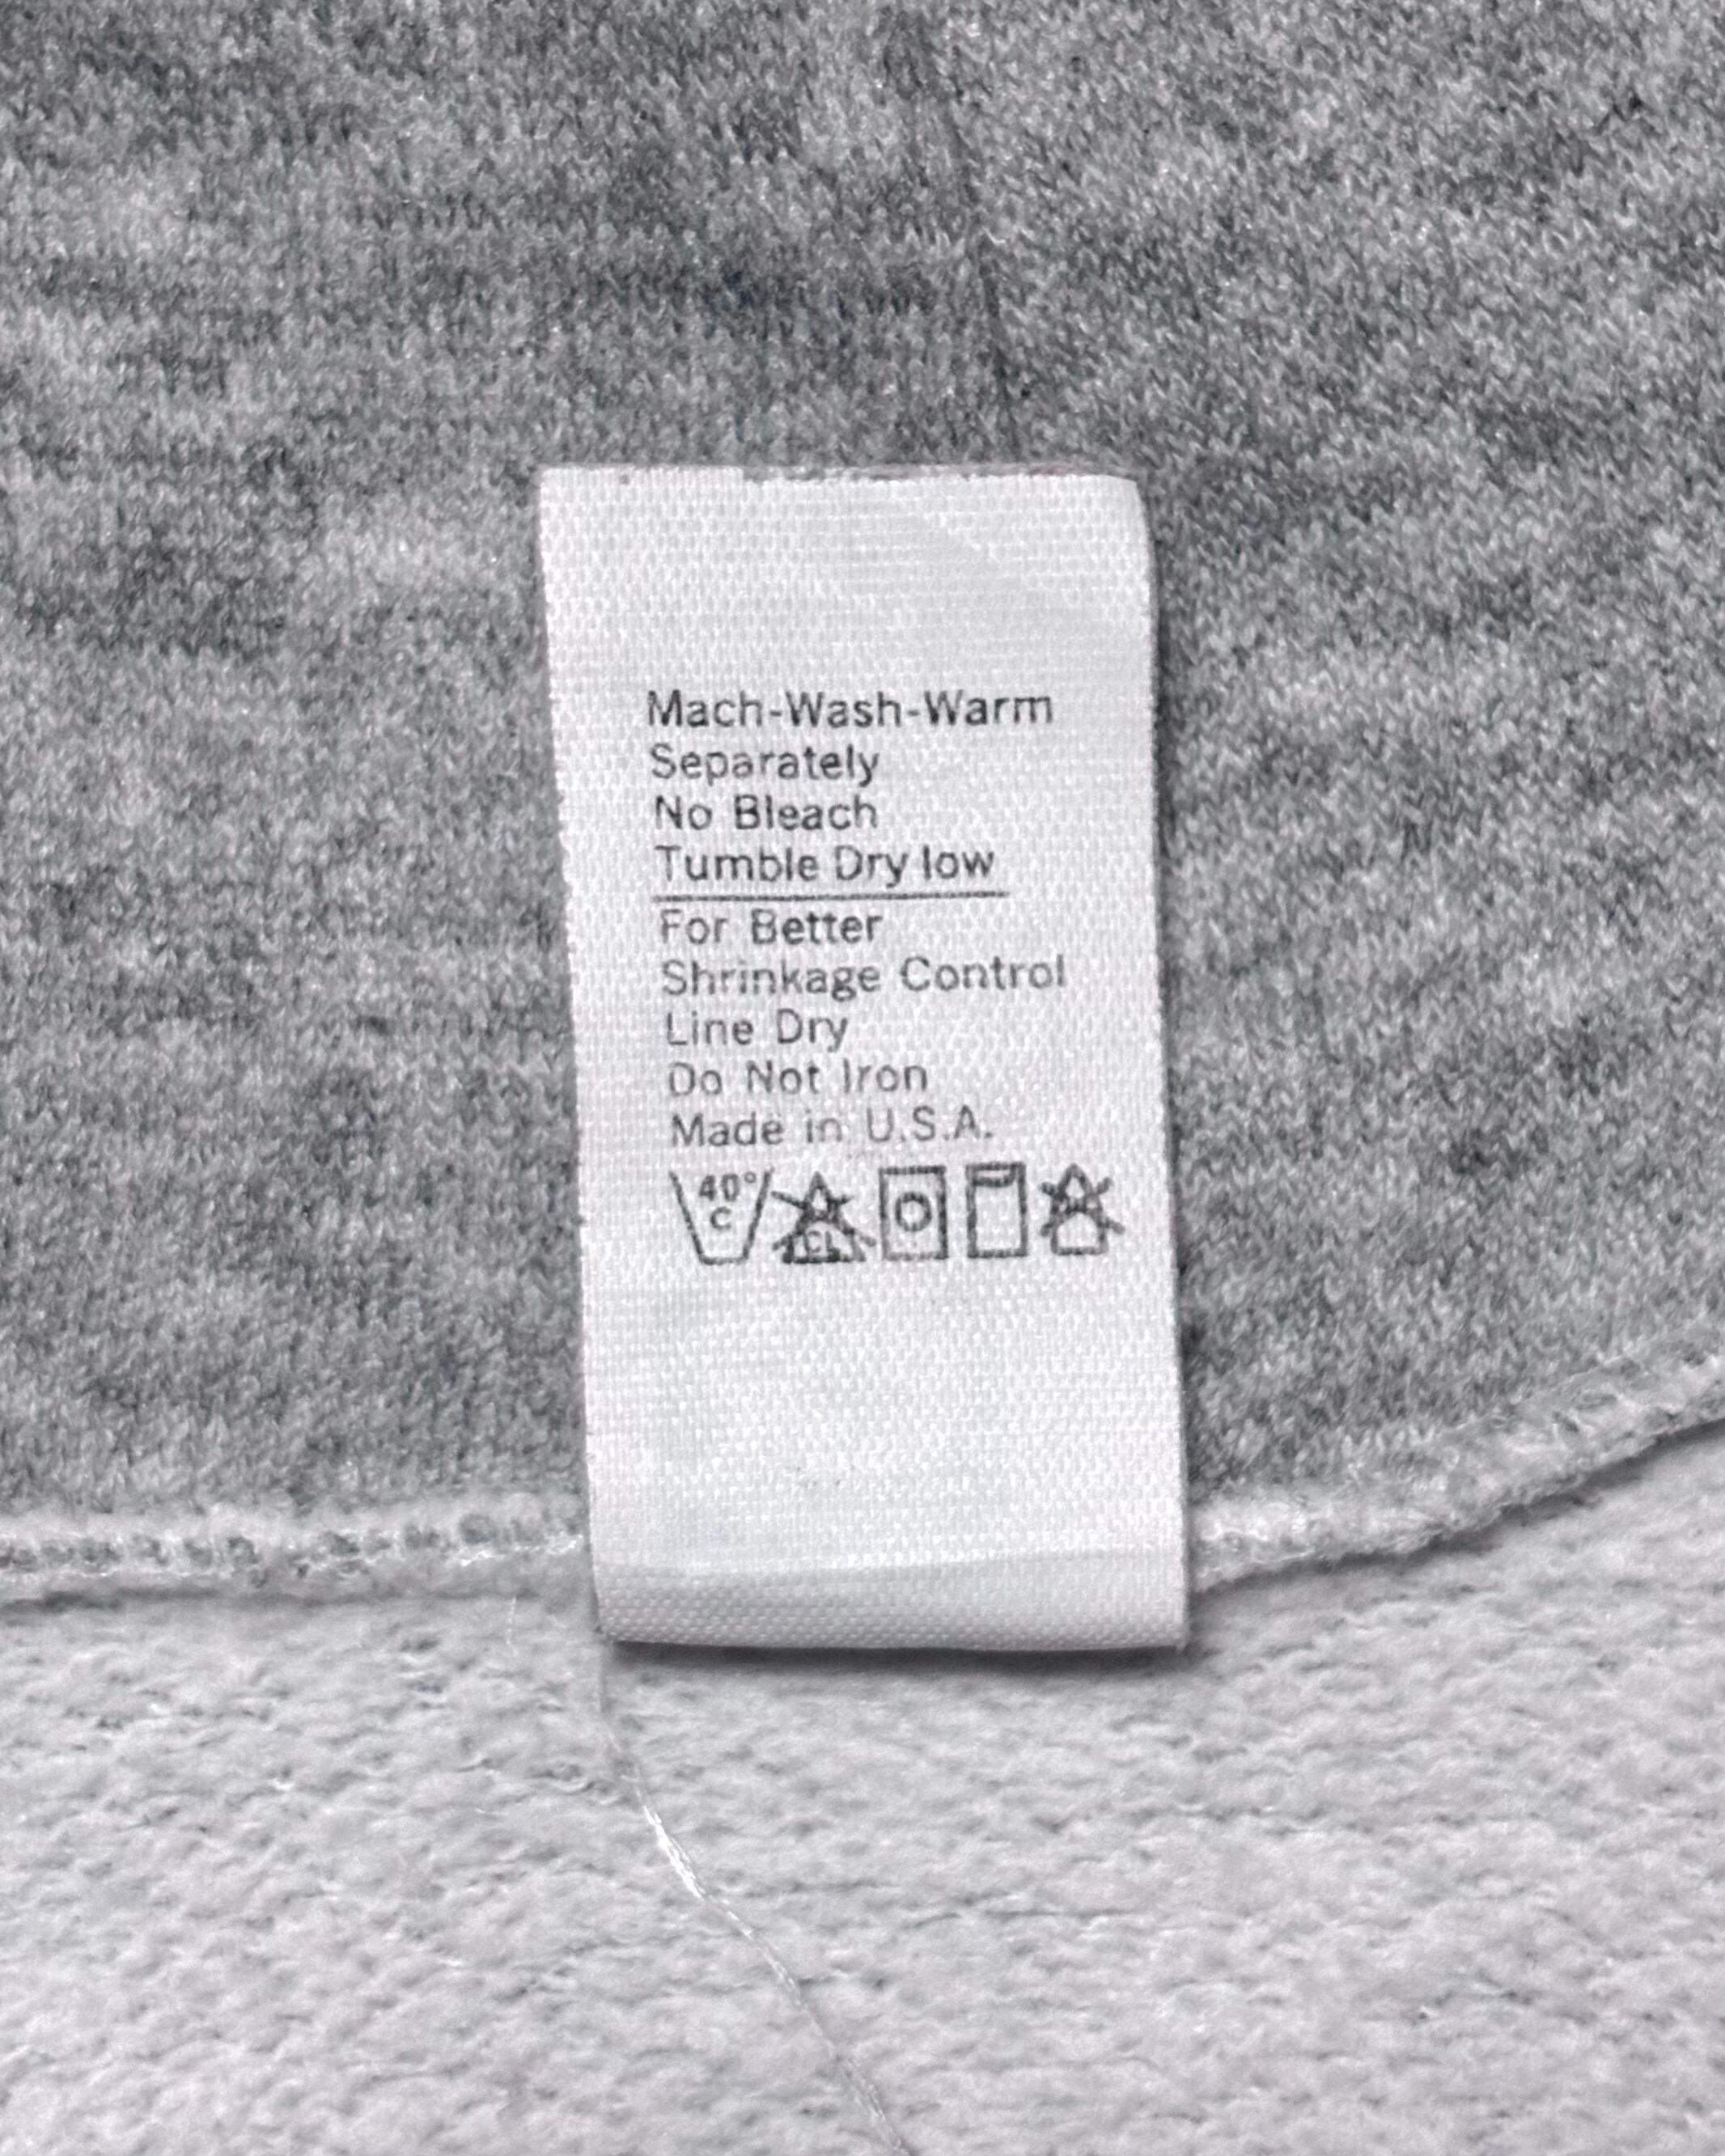 Mach-Wash-Warm
Separately
No Bleach
Tumble Dry low
For Better
Shrinkage Control
Line Dry
Do Not Iron
Made in U.S.A.
40° CL
C